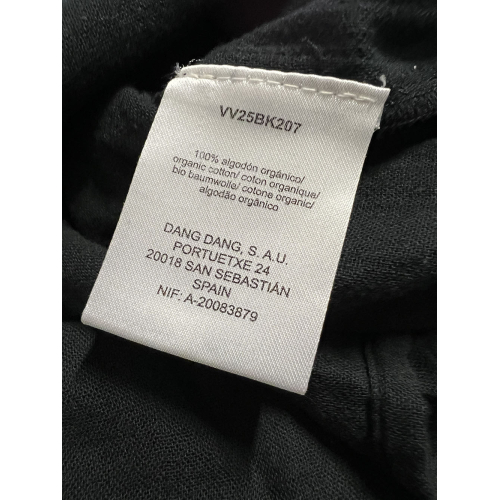 VV25BK207
100% algodón orgánico/
organic cotton/ coton organique/
bio baumwolle/ cotone organic/
algodão orgânico
DANG DANG, S. A. U.
PORTUETXE 24
20018 SAN SEBASTIÁN
SPAIN
NIF: A-20083879